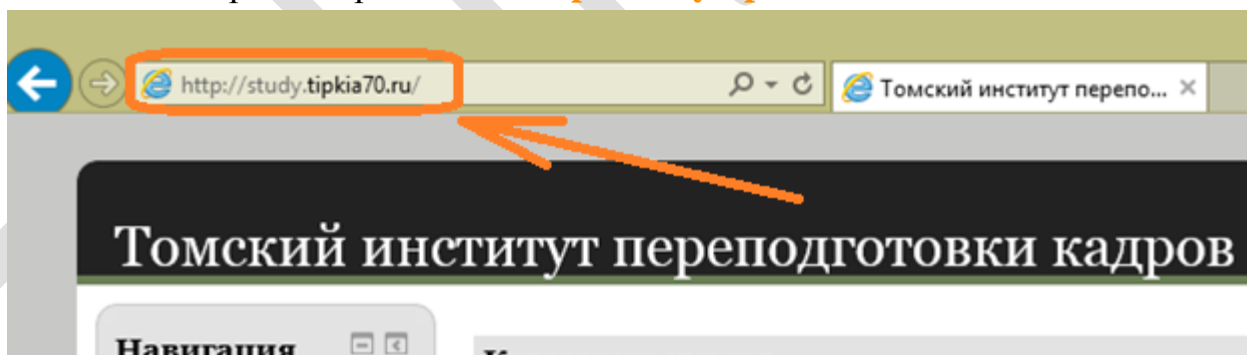 http://study.tipkia70.ru/
Томский институт перепо...
Томский институт переподготовки кадров
Навигация